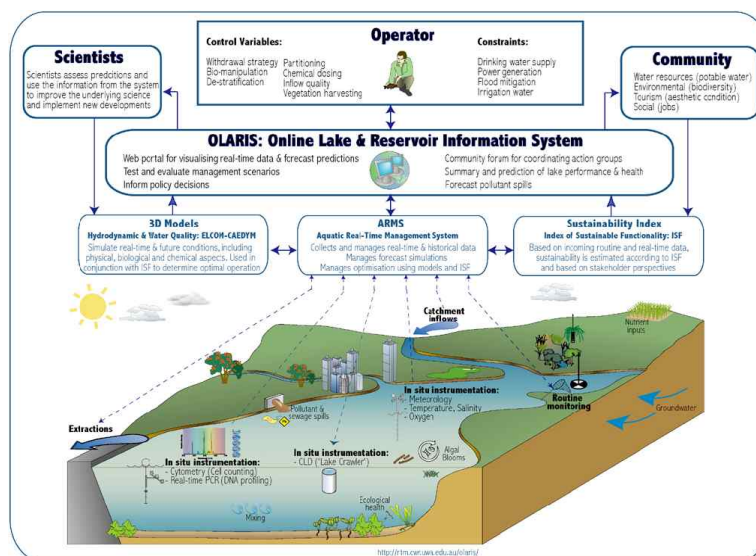 Operator
Control Variables:
Withdrawal strategy
Bio-manipulation
De-stratification
Partitioning
Chemical dosing
Inflow quality
Vegetation harvesting
Constraints:
Drinking water supply
Power generation
Flood mitigation
Irrigation water
Scientists
Scientists assess predcitions and
use the information from the system
to improve the underlying science
and implement new developments
Community
Water resources (potable water)
Environmental (biodiversity)
Tourism (aesthetic condition)
Social (jobs)
OLARIS: Online Lake & Reservoir Information System
Web portal for visualising real-time data & forecast predictions
Test and evaluate management scenarios
Inform policy decisions
Community forum for coordinating action groups
Summary and prediction of lake performance & health
Forecast pollutant spills
3D Models
Hydrodynamic & Water Quality: ELCOM-CAEDYM
Simulate real-time & future conditions, including
physical, biological and chemical aspects. Used in
conjunction with ISF to determine optimal operation
ARMS
Aquatic Real-Time Management System
Collects and manages real-time & historical data
Manages forecast simulations
Manages optimisation using models and ISF
Sustainability Index
Index of Sustainable Functionality: ISF
Based on incoming routine and real-time data,
sustainability is estimated according to ISF
and based on stakeholder perspectives
Catchment
inflows
Nutrient
inputs
Extractions
Pollutant &
sewage spills
In situ instrumentation:
- Meteorology
- Temperature, Salinity
- Oxygen
Routine
monitoring
Groundwater
In situ instrumentation:
- Cytometry (Cell counting)
- Real-time PCR (DNA profiling)
In situ instrumentation:
- CLD ("Lake Crawler")
Algal
Blooms
Mixing
Ecological
health
http://rtm.cwr.uwa.edu.au/olaris/